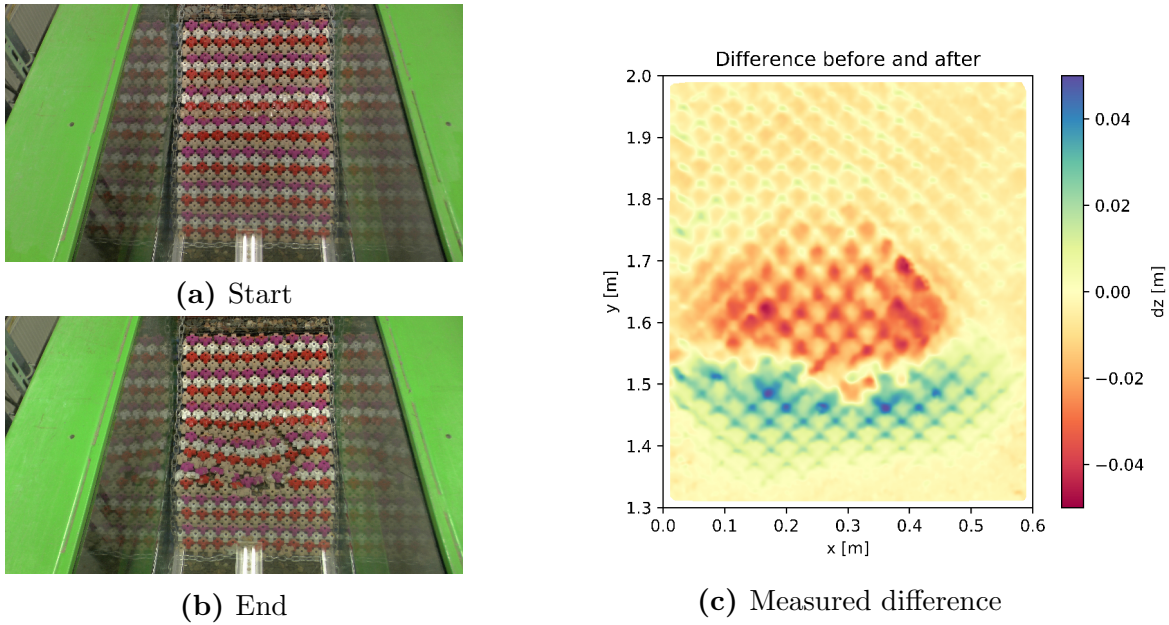 (a) Start
(b) End
Difference before and after
2.0
1.9
1.8
1.7
1.6
1.5
1.4
1.3
y [m]
0.0 0.1 0.2 0.3 0.4 0.5 0.6
x [m]
0.04
0.02
0.00
−0.02
−0.04
dz [m]
(c) Measured difference